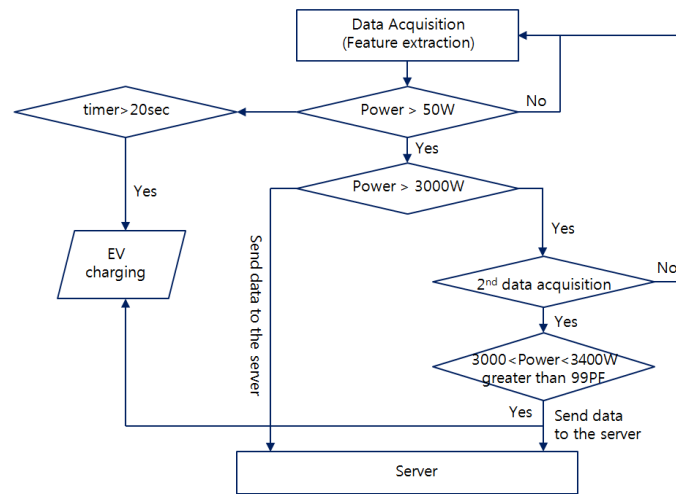 Data Acquisition
(Feature extraction)
timer>20sec
Power > 50W
No
Yes
Power > 3000W
Yes
Yes
EV
charging
Send data to the server
2nd data acquisition
No
Yes
3000<Power<3400W
greater than 99PF
Yes
Send data
to the server
Server